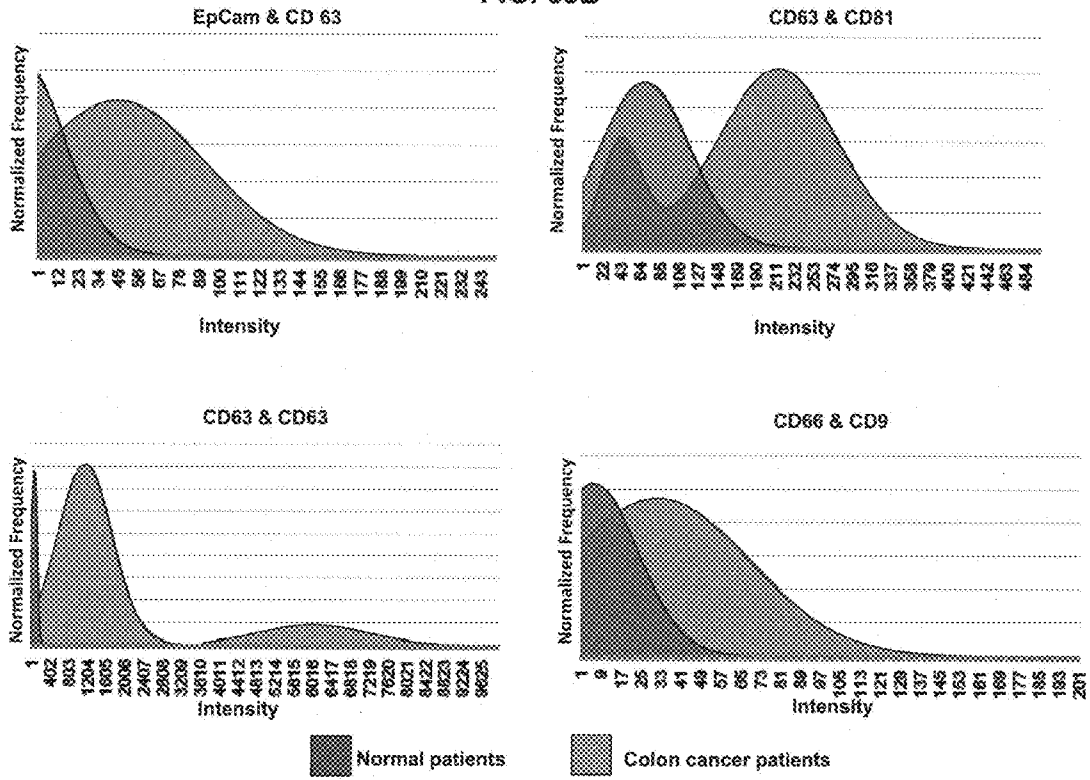 EpCam & CD 63
Normalized Frequency
1 12 23 34 45 56 67 78 89 100 111 122 133 144 155 166 177 188 199 210 221 232 243
Intensity
CD63 & CD81
Normalized Frequency
1 22 43 64 85 106 127 148 169 190 211 232 253 274 295 316 337 358 379 400 421 442 463 484
Intensity
CD63 & CD63
Normalized Frequency
1 402 803 1204 1605 2006 2407 2808 3209 3610 4011 4412 4813 5214 5615 6016 6417 6818 7219 7620 8021 8422 8823 9224 9625
Intensity
CD66 & CD9
Normalized Frequency
1 9 17 25 33 41 49 57 65 73 81 89 97 105 113 121 129 137 145 153 161 169 177 185 193 201
Intensity
Normal patients
Colon cancer patients